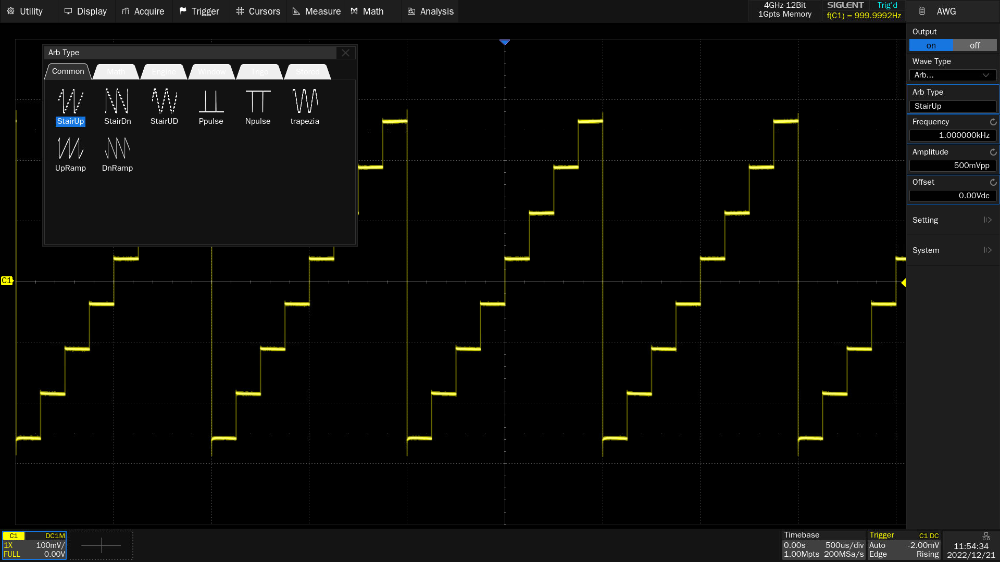 Utility Display Acquire Trigger Cursors Measure Math Analysis
4GHz-12Bit
1Gpts Memory
SIGLENT Trig'd
f(C1) = 999.9992Hz
AWG
Output
on off
Wave Type
Arb...
Arb Type
StairUp
Frequency
1.000000kHz
Amplitude
500mVpp
Offset
0.00Vdc
Setting
System
Arb Type
Common Math Engine Window Trigo Stored
StairUp StairDn StairUD Ppulse Npulse trapezia
UpRamp DnRamp
C1
C1 DC1M
1X 100mV/
FULL 0.00V
Timebase
0.00s 500us/div
1.00Mpts 200MSa/s
Trigger C1 DC
Auto -2.00mV
Edge Rising
11:54:34
2022/12/21